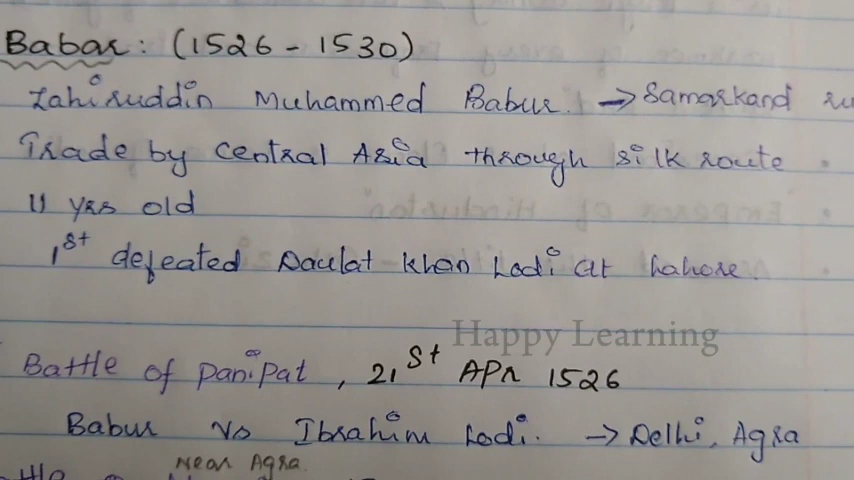 Babar: (1526 - 1530)
Zahiruddin Muhammed Babur. → Samarkand
Trade by central Asia through silk route
11 yrs old
1st defeated Daulat khan Lodi at Lahore.
Happy Learning
Battle of Panipat, 21st Apr 1526
Babur Vs Ibrahim Lodi. → Delhi, Agra
Near Agra.